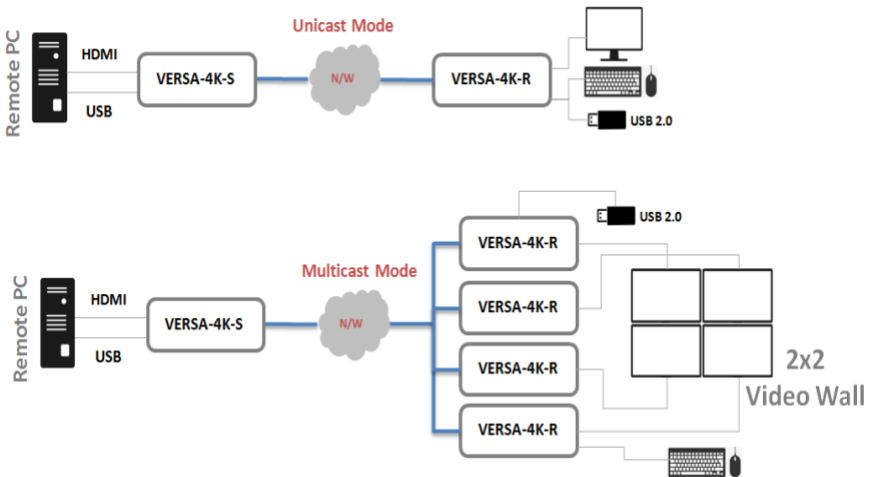 Unicast Mode
Remote PC
HDMI
USB
VERSA-4K-S
N/W
VERSA-4K-R
USB 2.0
Multicast Mode
Remote PC
HDMI
USB
VERSA-4K-S
N/W
VERSA-4K-R
USB 2.0
VERSA-4K-R
VERSA-4K-R
VERSA-4K-R
2x2
Video Wall